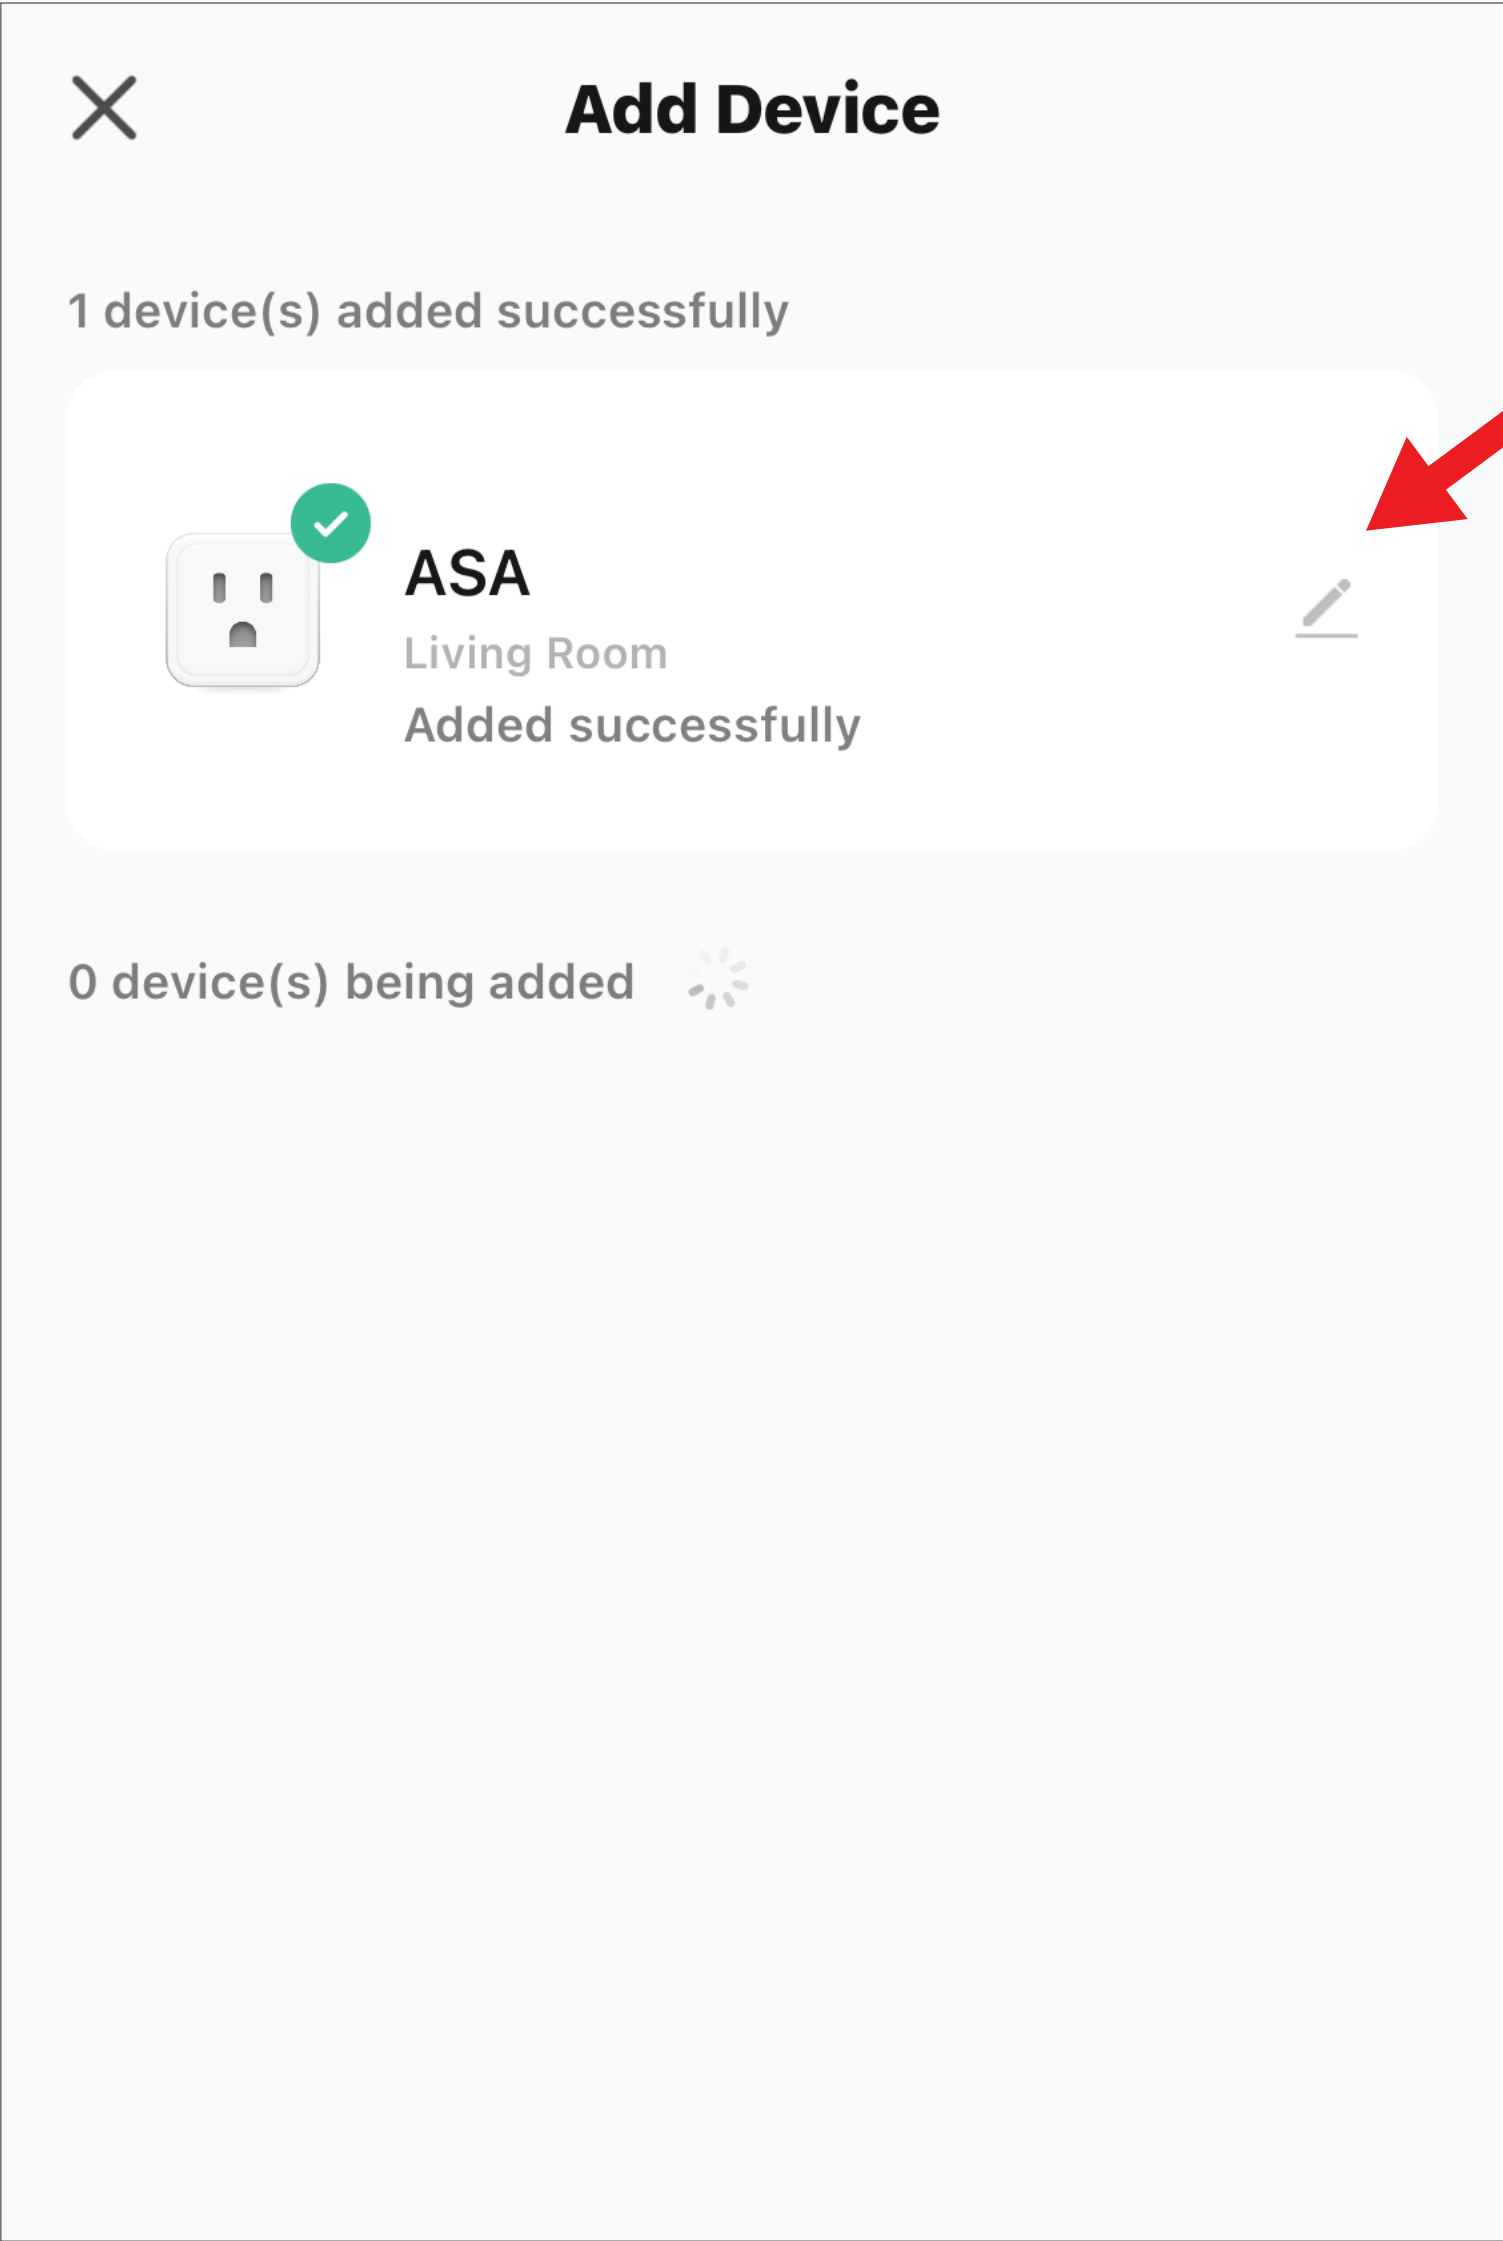 Add Device
1 device(s) added successfully
ASA
Living Room
Added successfully
0 device(s) being added